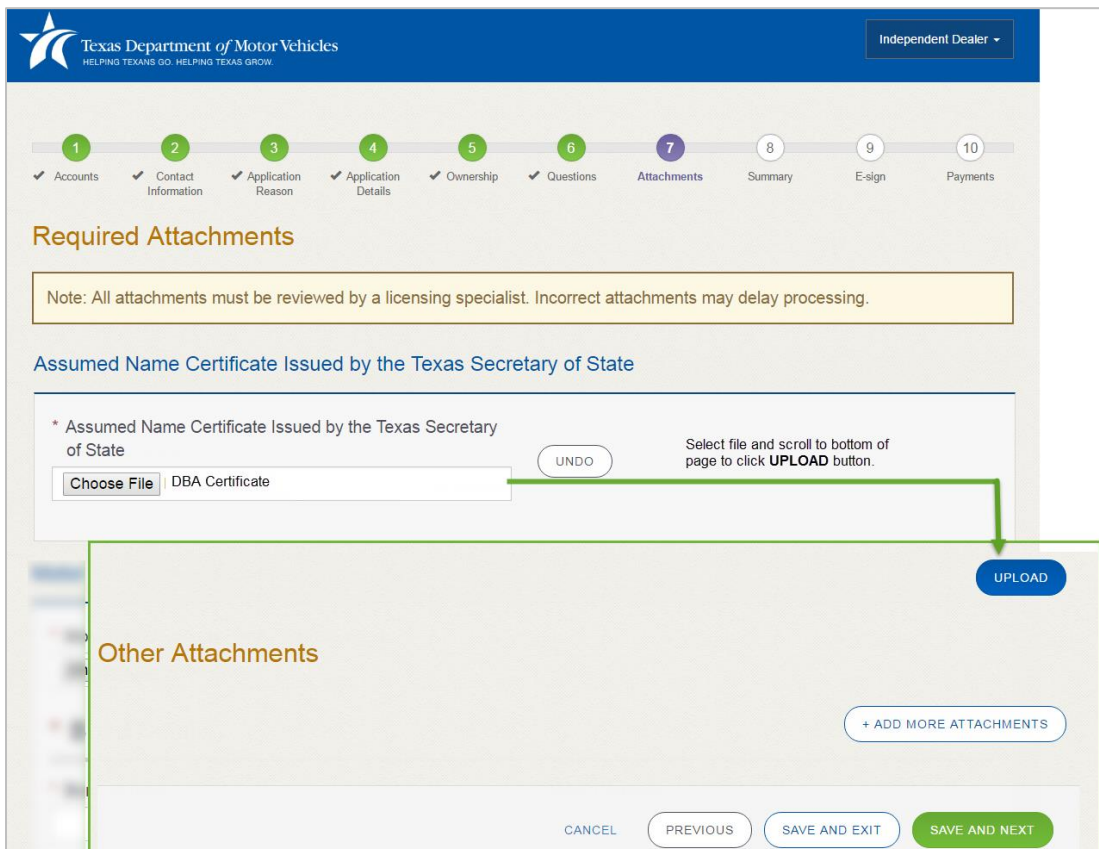 Texas Department of Motor Vehicles
HELPING TEXANS GO. HELPING TEXAS GROW.
Independent Dealer
1 2 3 4 5 6 7 8 9 10
Accounts Contact Application Application Ownership Questions Attachments Summary E-sign Payments
Information Reason Details
Required Attachments
Note: All attachments must be reviewed by a licensing specialist. Incorrect attachments may delay processing.
Assumed Name Certificate Issued by the Texas Secretary of State
* Assumed Name Certificate Issued by the Texas Secretary
of State
Choose File DBA Certificate
UNDO
Select file and scroll to bottom of
page to click UPLOAD button.
UPLOAD
Other Attachments
+ ADD MORE ATTACHMENTS
CANCEL PREVIOUS SAVE AND EXIT SAVE AND NEXT